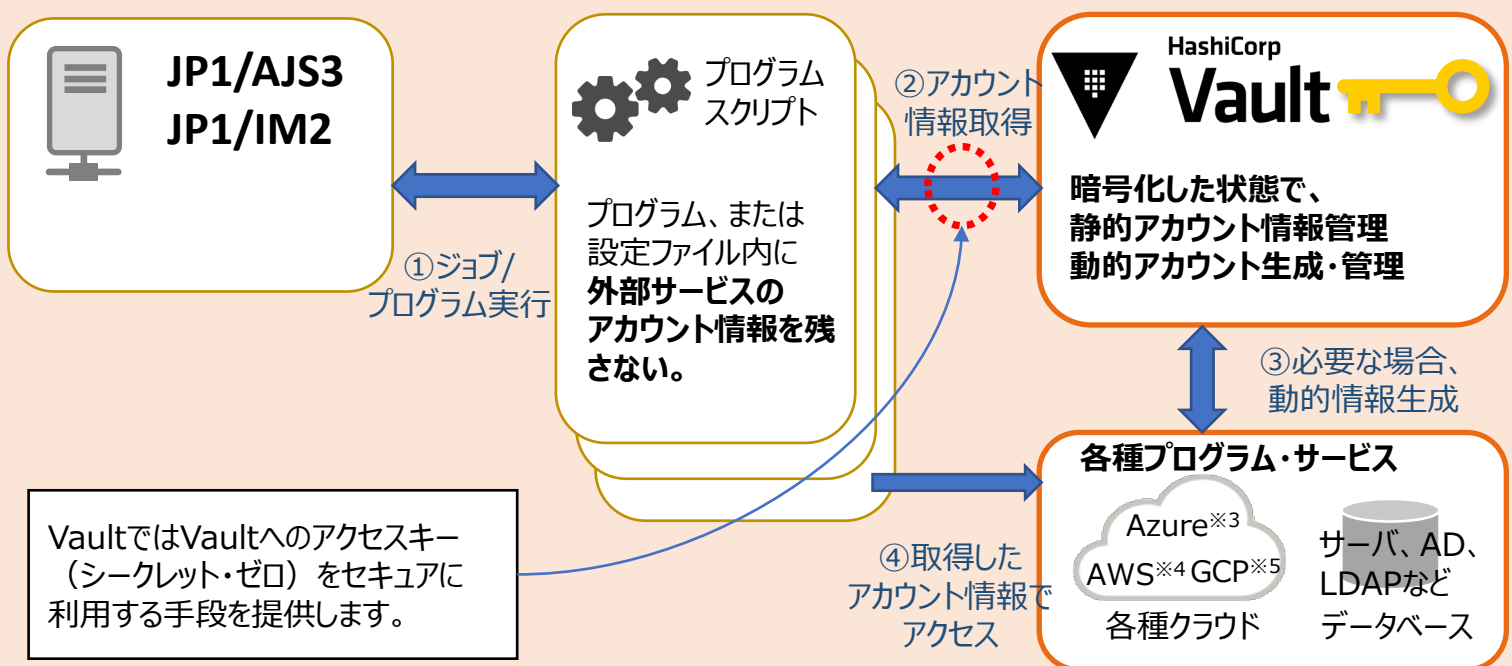 JP1/AJS3
JP1/IM2
①ジョブ/
プログラム実行
プログラム
スクリプト
プログラム、または
設定ファイル内に
外部サービスの
アカウント情報を残
さない。
②アカウント
情報取得
HashiCorp
Vault
暗号化した状態で、
静的アカウント情報管理
動的アカウント生成・管理
③必要な場合、
動的情報生成
各種プログラム・サービス
Azure※3
AWS※4 GCP※5
各種クラウド
サーバ、AD、
LDAPなど
データベース
④取得した
アカウント情報で
アクセス
VaultではVaultへのアクセスキー
（シークレット・ゼロ）をセキュアに
利用する手段を提供します。